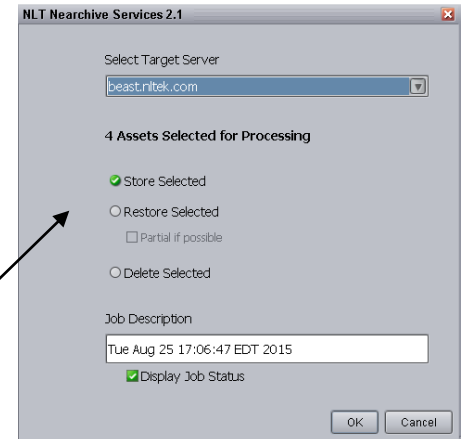 NLT Nearchive Services 2.1
Select Target Server
beast.nltek.com
4 Assets Selected for Processing
Store Selected
Restore Selected
Partial if possible
Delete Selected
Job Description
Tue Aug 25 17:06:47 EDT 2015
Display Job Status
OK Cancel